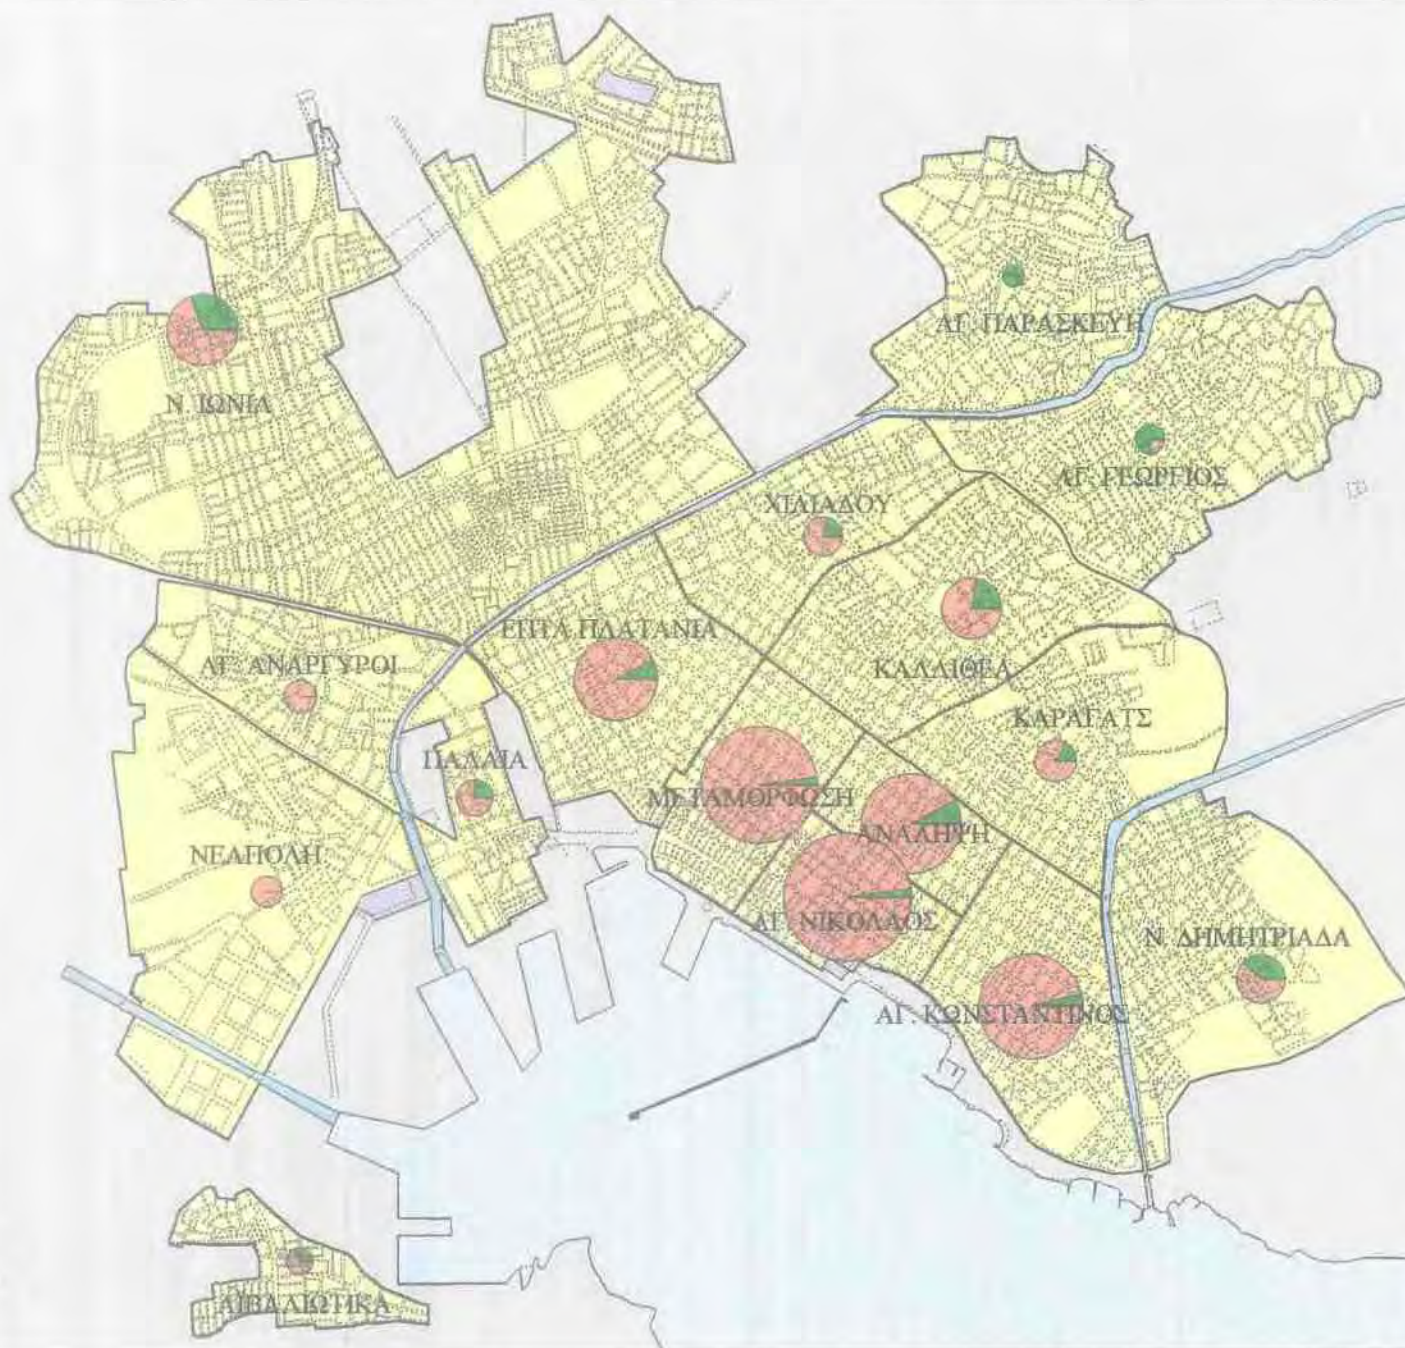 ΑΓ. ΠΑΡΑΣΚΕΥΗ
Ν. ΙΩΝΙΑ
ΑΓ. ΓΕΩΡΓΙΟΣ
ΧΙΛΙΑΔΟΥ
ΕΠΤΑ ΠΛΑΤΑΝΙΑ
ΑΓ. ΑΝΑΡΓΥΡΟΙ
ΚΑΛΛΙΘΕΑ
ΚΑΡΑΓΑΤΣ
ΠΑΛΑΙΑ
ΜΕΤΑΜΟΡΦΩΣΗ
ΑΝΑΛΗΨΗ
ΝΕΑΠΟΛΗ
ΑΓ. ΝΙΚΟΛΑΟΣ
Ν. ΔΗΜΗΤΡΙΑΔΑ
ΑΓ. ΚΩΝΣΤΑΝΤΙΝΟΣ
ΑΙΒΑΛΙΩΤΙΚΑ